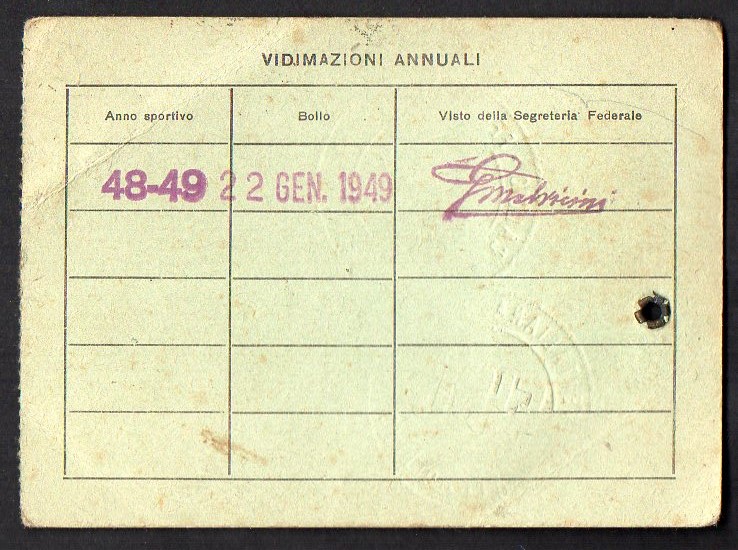 VIDIMAZIONI ANNUALI
Anno sportivo Bollo Visto della Segreteria Federale
48-49 22 GEN. 1949